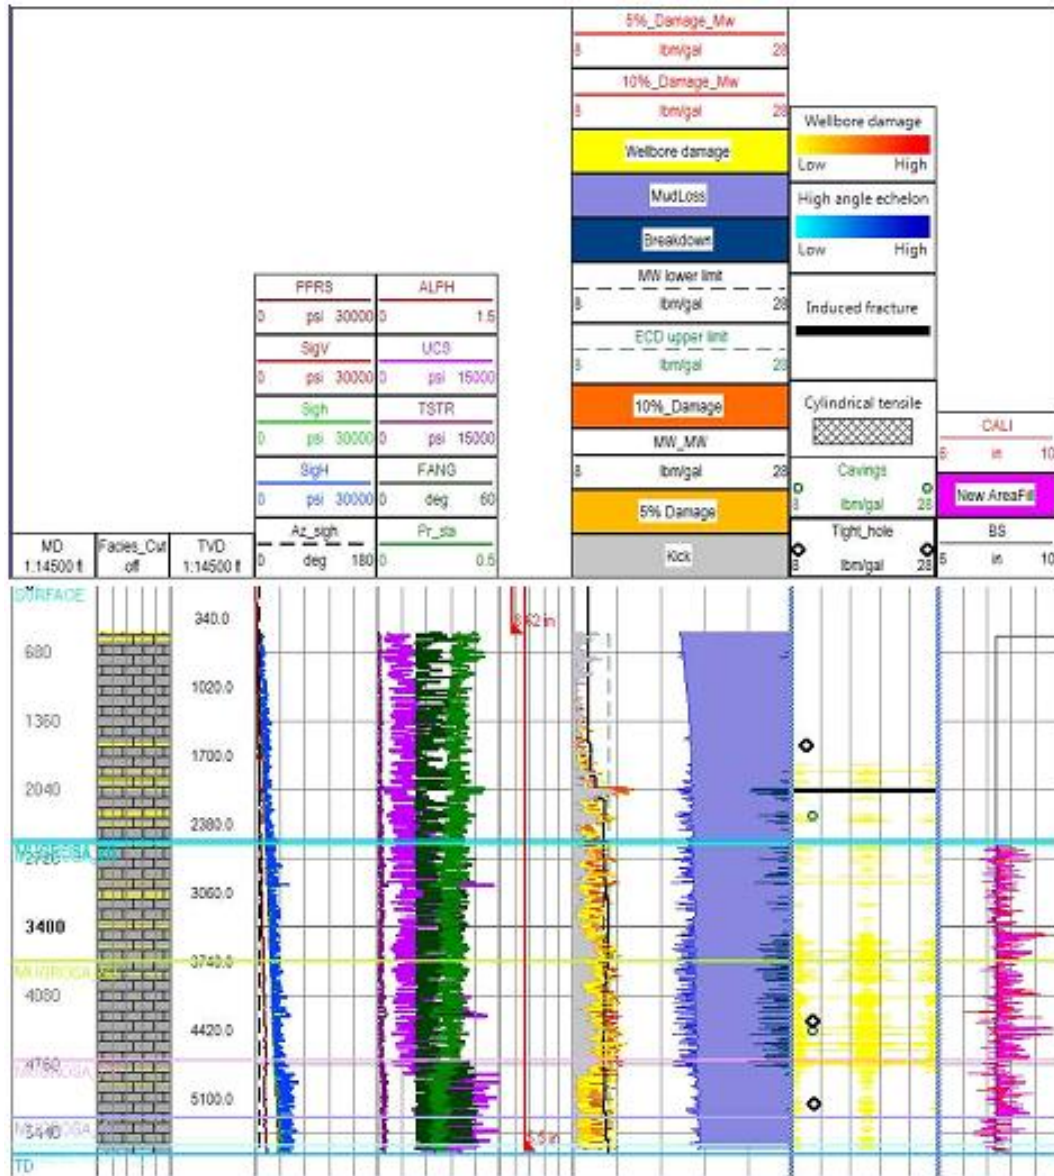 5%_Damage_Mw
8 lbm/gal 28
10%_Damage_Mw
8 lbm/gal 28
Wellbore damage
MudLoss
Breakdown
MW lower limit
8 lbm/gal 28
ECD upper limit
8 lbm/gal 28
10%_Damage
MW_MW
8 lbm/gal 28
5% Damage
Kick
Wellbore damage
Low High
High angle echelon
Low High
Induced fracture
Cylindrical tensile
Cavings
8 lbm/gal 28
Tight_hole
8 lbm/gal 28
CALI
6 in 10
New AreaFill
BS
in 10
PPRS
0 psi 30000
SigV
0 psi 30000
Sigh
0 psi 30000
SigH
0 psi 30000
Az_sigh
0 deg 180
ALPH
0 1.5
UCS
0 psi 15000
TSTR
0 psi 15000
FANG
0 deg 60
Pr_sta
0 0.5
MD
1:14500 ft
Facies_Cut
off
TVD
1:14500 ft
SURFACE
340.0
680
1020.0
1360
1700.0
2040
2380.0
2720
3060.0
3400
3740.0
4080
4420.0
4760
5100.0
5440
TD